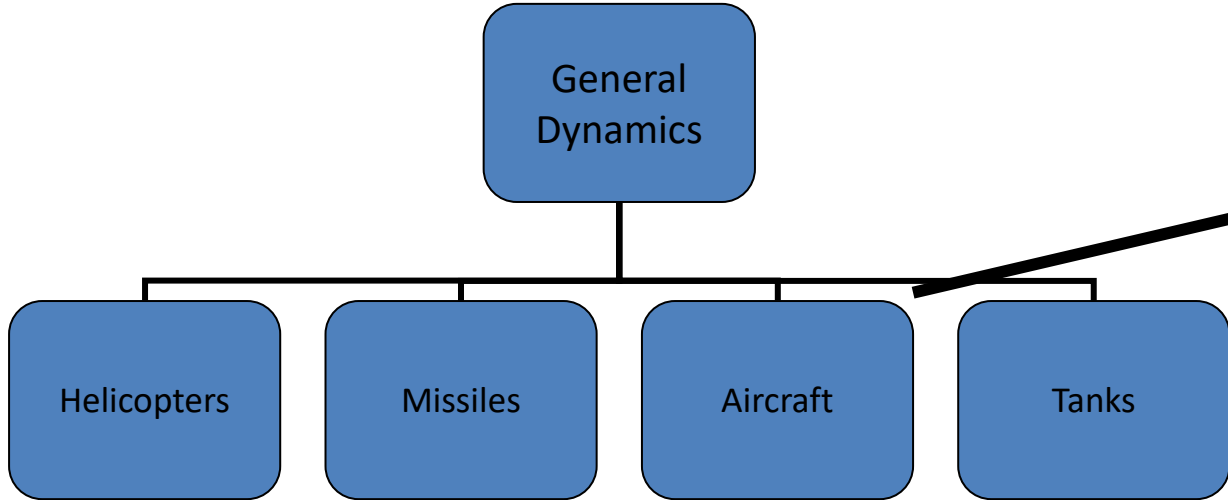 General
Dynamics
Helicopters
Missiles
Aircraft
Tanks